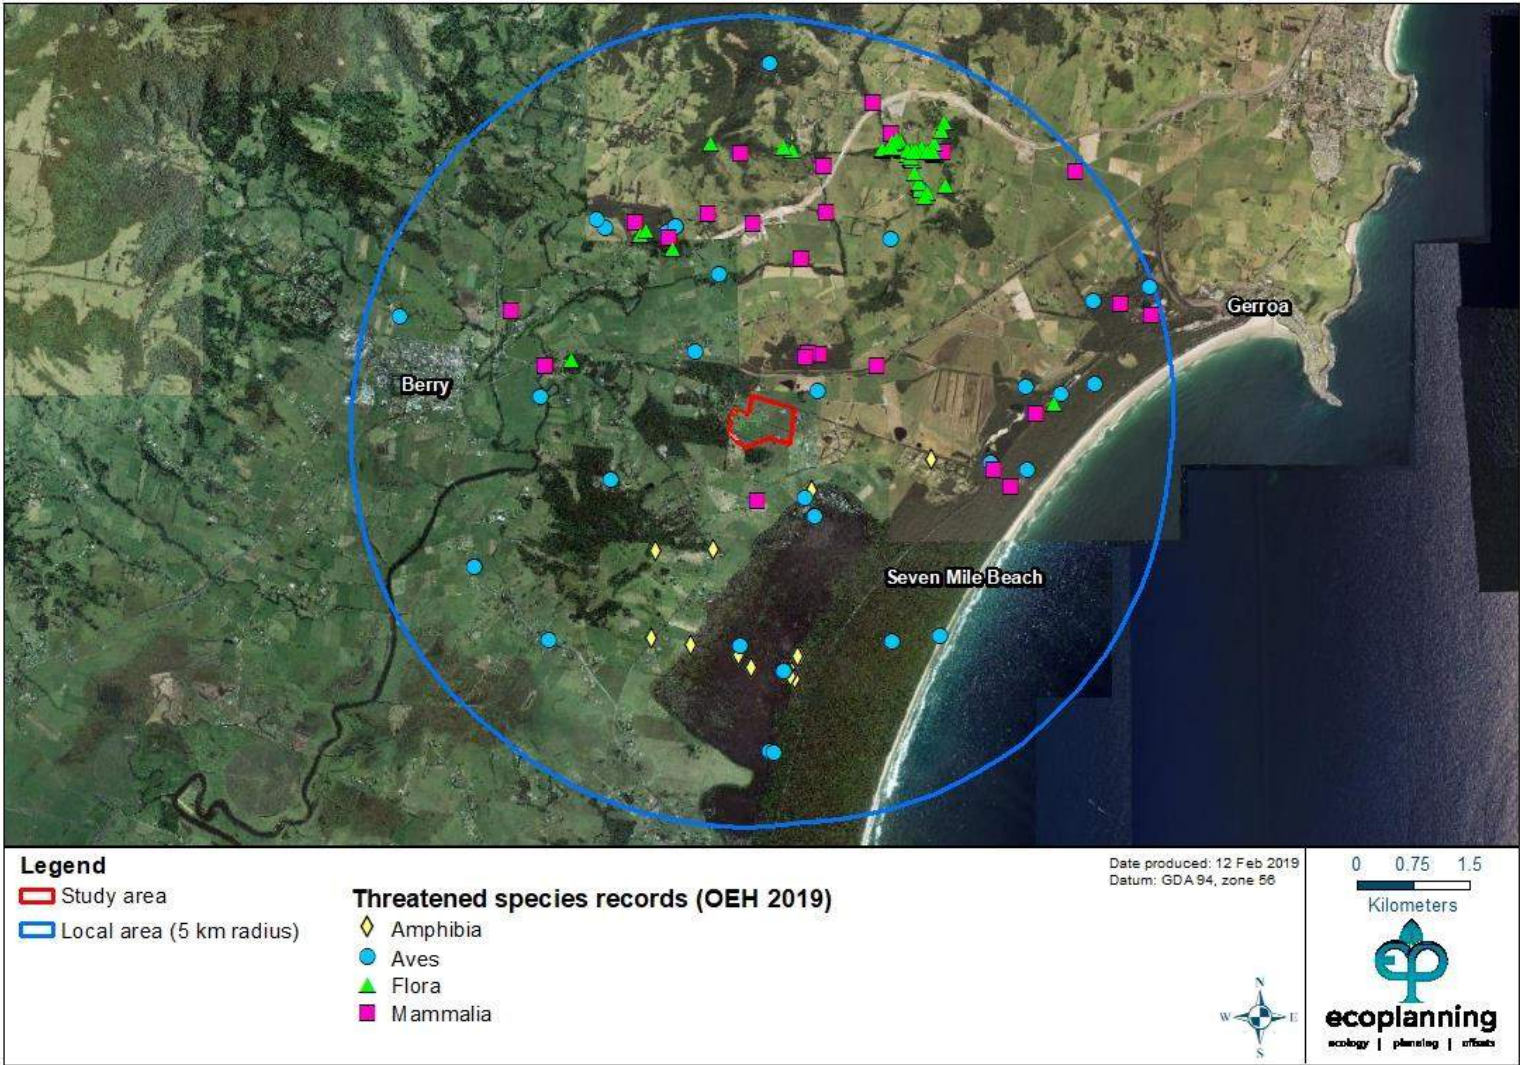 Gerroa
Berry
Seven Mile Beach
Legend
Study area
Local area (5 km radius)
Threatened species records (OEH 2019)
Amphibia
Aves
Flora
Mammalia
Date produced: 12 Feb 2019
Datum: GDA 94, zone 56
0 0.75 1.5
Kilometers
N
W E
S
ep
ecoplanning
ecology | planning | offsets